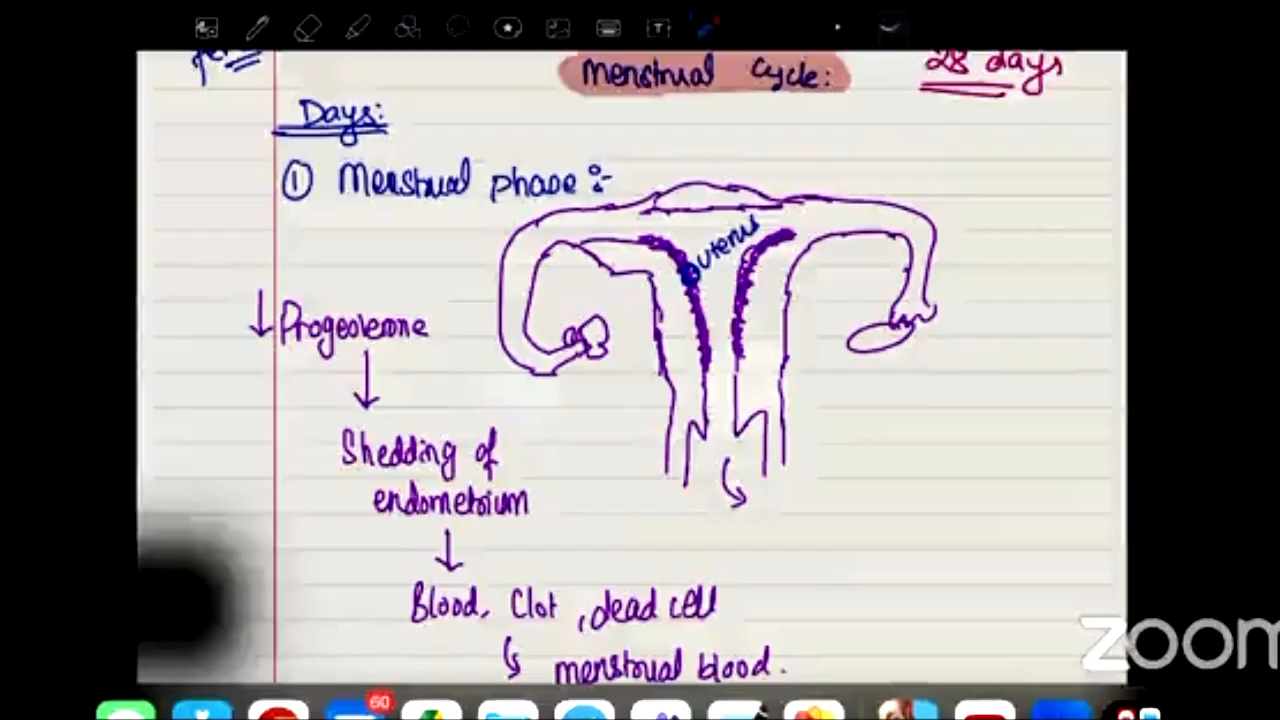 Menstrual Cycle:
28 days
Days:
① Menstrual phase :-
uterus
↓ Progesterone
↓
Shedding of
endometrium
↓
Blood, Clot, dead cell
↳ menstrual blood.
zoom
60